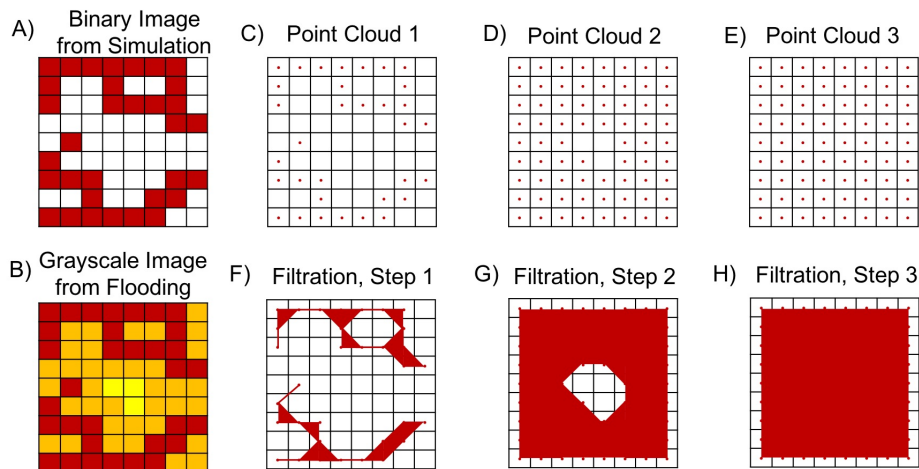 A) Binary Image
from Simulation
C) Point Cloud 1
D) Point Cloud 2
E) Point Cloud 3
B) Grayscale Image
from Flooding
F) Filtration, Step 1
G) Filtration, Step 2
H) Filtration, Step 3